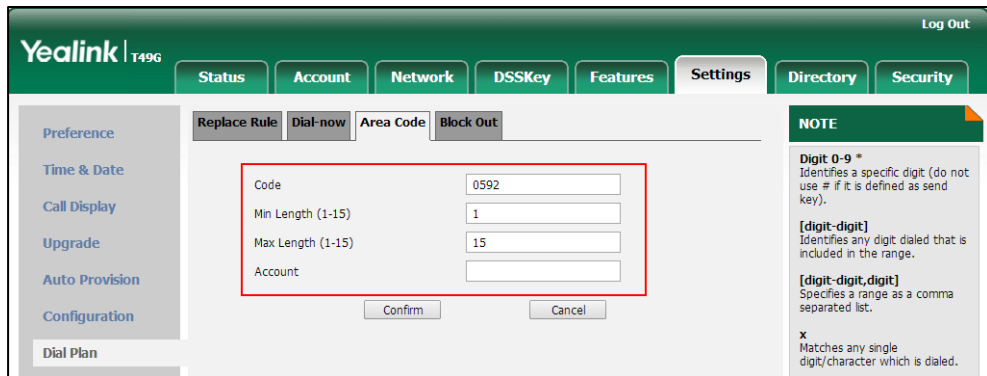 Log Out
Yealink | T49G
Status Account Network DSSKey Features Settings Directory Security
Preference
Time & Date
Call Display
Upgrade
Auto Provision
Configuration
Dial Plan
Replace Rule Dial-now Area Code Block Out
Code 0592
Min Length (1-15) 1
Max Length (1-15) 15
Account
Confirm Cancel
NOTE
Digit 0-9 *
Identifies a specific digit (do not
use # if it is defined as send
key).
[digit-digit]
Identifies any digit dialed that is
included in the range.
[digit-digit,digit]
Specifies a range as a comma
separated list.
x
Matches any single
digit/character which is dialed.